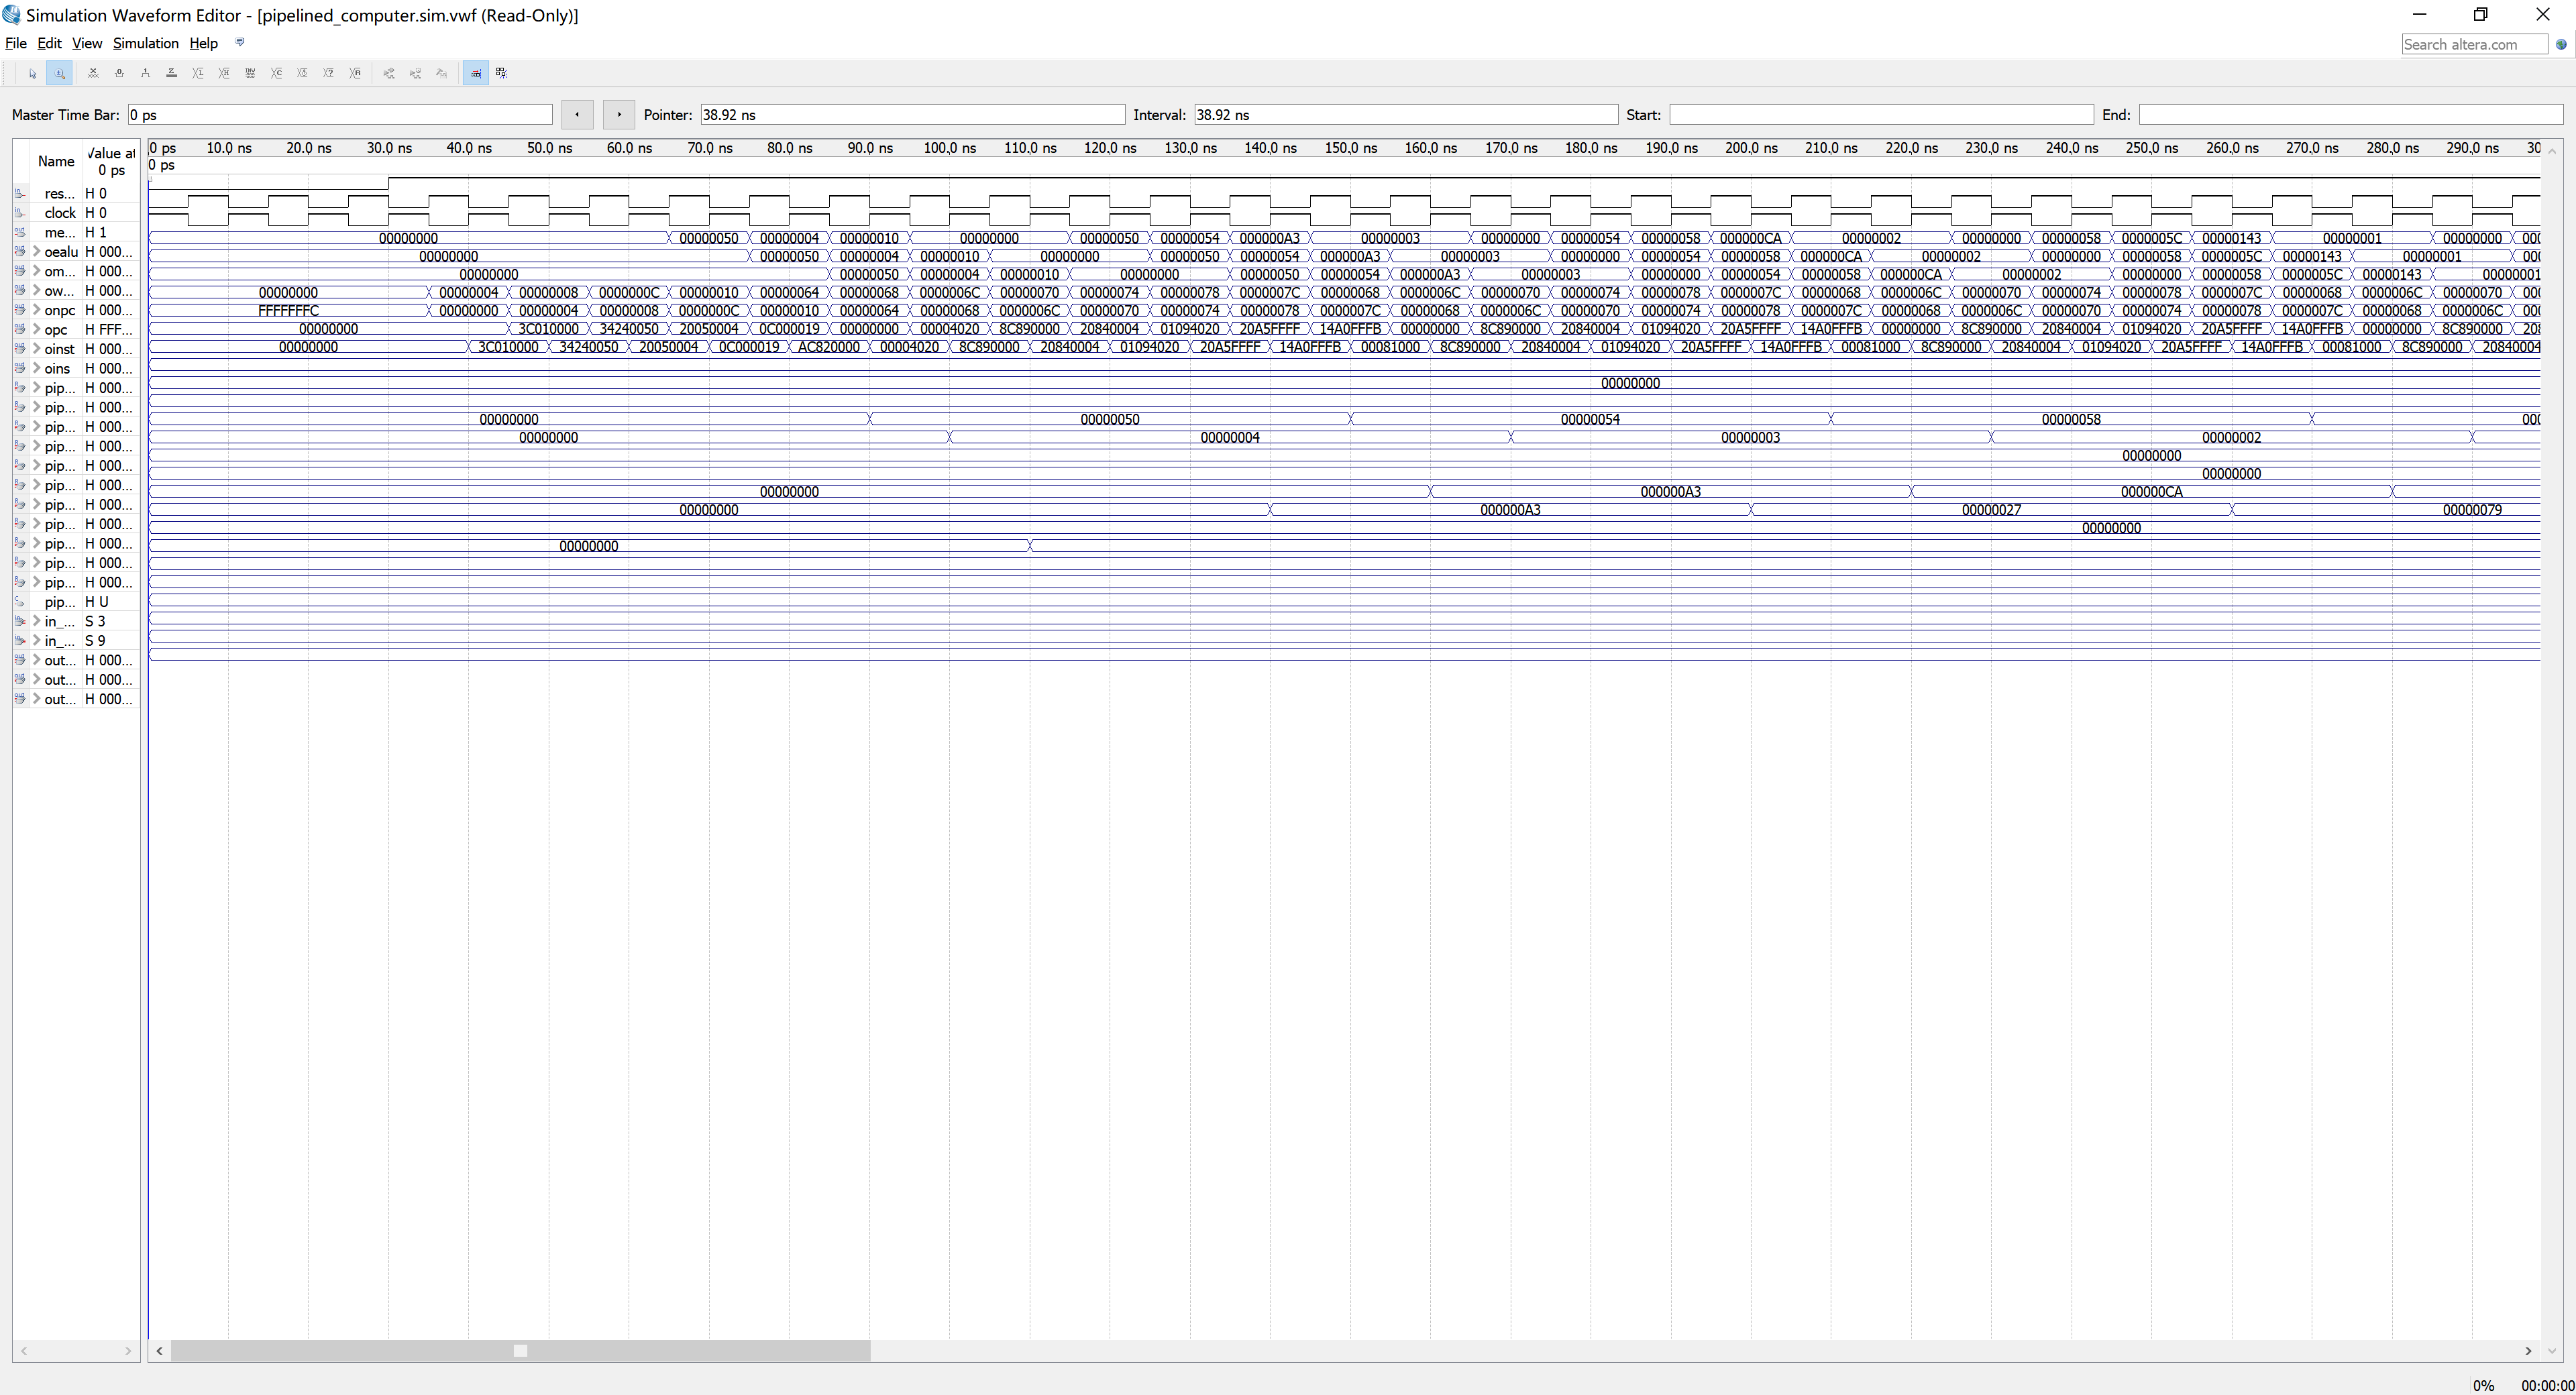 Simulation Waveform Editor - [pipelined_computer.sim.vwf (Read-Only)]
File Edit View Simulation Help
Search altera.com
Master Time Bar: 0 ps Pointer: 38.92 ns Interval: 38.92 ns Start: End:
Name Value at 0 ps
0 ps 10.0 ns 20.0 ns 30.0 ns 40.0 ns 50.0 ns 60.0 ns 70.0 ns 80.0 ns 90.0 ns 100.0 ns 110.0 ns 120.0 ns 130.0 ns 140.0 ns 150.0 ns 160.0 ns 170.0 ns 180.0 ns 190.0 ns 200.0 ns 210.0 ns 220.0 ns 230.0 ns 240.0 ns 250.0 ns 260.0 ns 270.0 ns 280.0 ns 290.0 ns 30
0 ps
res... H 0
clock H 0
me... H 1
00000000 00000050 00000004 00000010 00000000 00000050 00000054 000000A3 00000003 00000000 00000054 00000058 000000CA 00000002 00000000 00000058 0000005C 00000143 00000001 00000000 000
oealu H 000...
00000000 00000050 00000004 00000010 00000000 00000050 00000054 000000A3 00000003 00000000 00000054 00000058 000000CA 00000002 00000000 00000058 0000005C 00000143 00000001 000
om... H 000...
00000000 00000050 00000004 00000010 00000000 00000050 00000054 000000A3 00000003 00000000 00000054 00000058 000000CA 00000002 00000000 00000058 0000005C 00000143 00000001
ow... H 000...
00000000 00000004 00000008 0000000C 00000010 00000064 00000068 0000006C 00000070 00000074 00000078 0000007C 00000068 0000006C 00000070 00000074 00000078 0000007C 00000068 0000006C 00000070 00000074 00000078 0000007C 00000068 0000006C 00000070 000
onpc H 000...
FFFFFFFC 00000000 00000004 00000008 0000000C 00000010 00000064 00000068 0000006C 00000070 00000074 00000078 0000007C 00000068 0000006C 00000070 00000074 00000078 0000007C 00000068 0000006C 00000070 00000074 00000078 0000007C 00000068 0000006C 000
opc H FFF...
00000000 3C010000 34240050 20050004 0C000019 00000000 00004020 8C890000 20840004 01094020 20A5FFFF 14A0FFFB 00000000 8C890000 20840004 01094020 20A5FFFF 14A0FFFB 00000000 8C890000 20840004 01094020 20A5FFFF 14A0FFFB 00000000 8C890000 208
oinst H 000...
00000000 3C010000 34240050 20050004 0C000019 AC820000 00004020 8C890000 20840004 01094020 20A5FFFF 14A0FFFB 00081000 8C890000 20840004 01094020 20A5FFFF 14A0FFFB 00081000 8C890000 20840004 01094020 20A5FFFF 14A0FFFB 00081000 8C890000 20840004
oins H 000...
pip... H 000...
00000000
pip... H 000...
00000000 00000050 00000054 00000058 000
pip... H 000...
00000000 00000004 00000003 00000002
pip... H 000...
00000000
pip... H 000...
00000000
pip... H 000...
00000000 000000A3 000000CA
pip... H 000...
00000000 000000A3 00000027 00000079
pip... H 000...
00000000
pip... H 000...
00000000
pip... H 000...
pip... H 000...
pip... H U
in_... S 3
in_... S 9
out... H 000...
out... H 000...
out... H 000...
0% 00:00:00